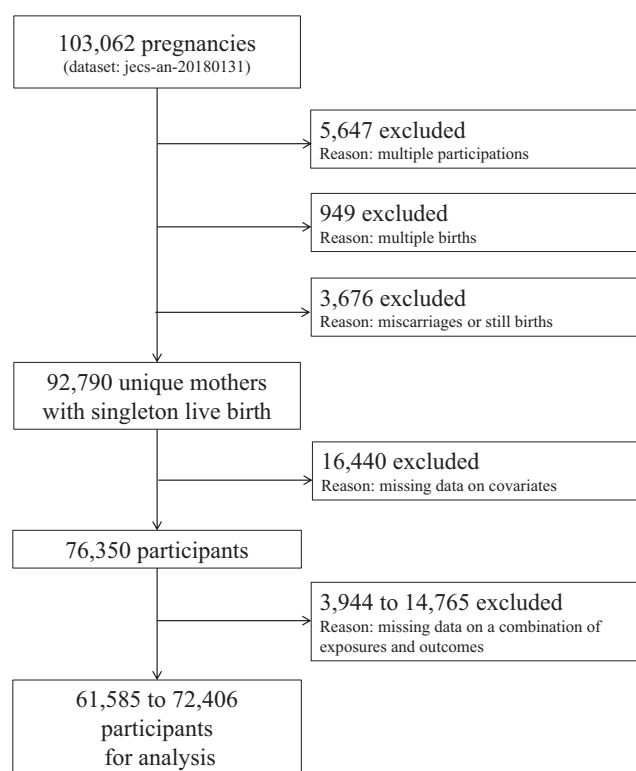 103,062 pregnancies
(dataset: jecs-an-20180131)
5,647 excluded
Reason: multiple participations
949 excluded
Reason: multiple births
3,676 excluded
Reason: miscarriages or still births
92,790 unique mothers
with singleton live birth
16,440 excluded
Reason: missing data on covariates
76,350 participants
3,944 to 14,765 excluded
Reason: missing data on a combination of
exposures and outcomes
61,585 to 72,406
participants
for analysis